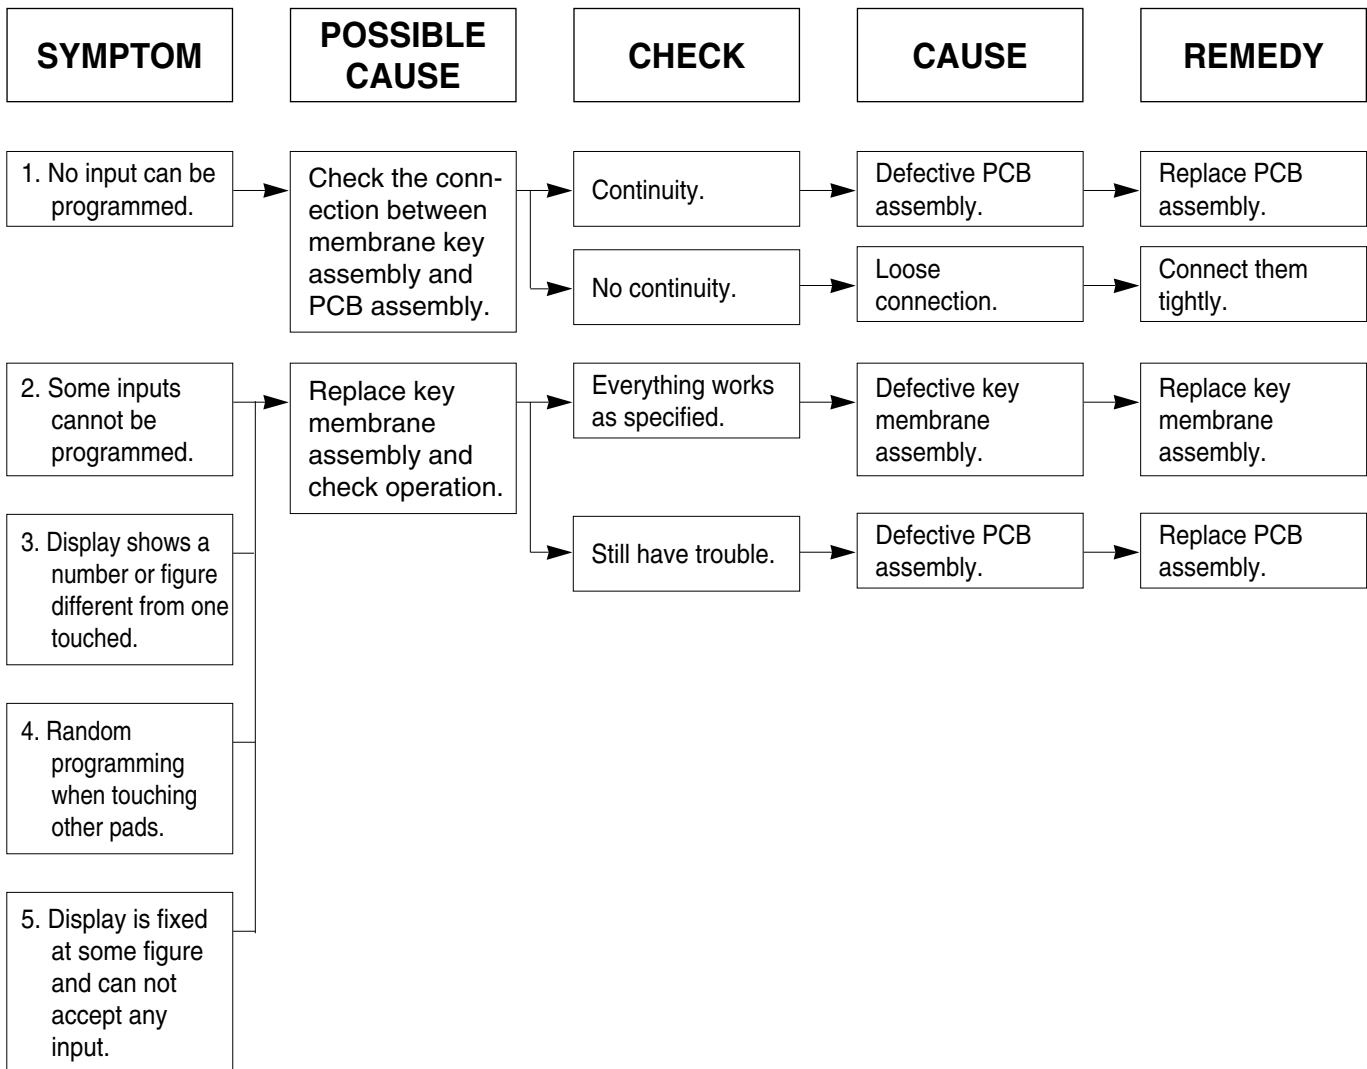 SYMPTOM
POSSIBLE
CAUSE
CHECK
CAUSE
REMEDY
1. No input can be
programmed.
Check the conn-
ection between
membrane key
assembly and
PCB assembly.
Continuity.
Defective PCB
assembly.
Replace PCB
assembly.
No continuity.
Loose
connection.
Connect them
tightly.
2. Some inputs
cannot be
programmed.
Replace key
membrane
assembly and
check operation.
Everything works
as specified.
Defective key
membrane
assembly.
Replace key
membrane
assembly.
Still have trouble.
Defective PCB
assembly.
Replace PCB
assembly.
3. Display shows a
number or figure
different from one
touched.
4. Random
programming
when touching
other pads.
5. Display is fixed
at some figure
and can not
accept any
input.